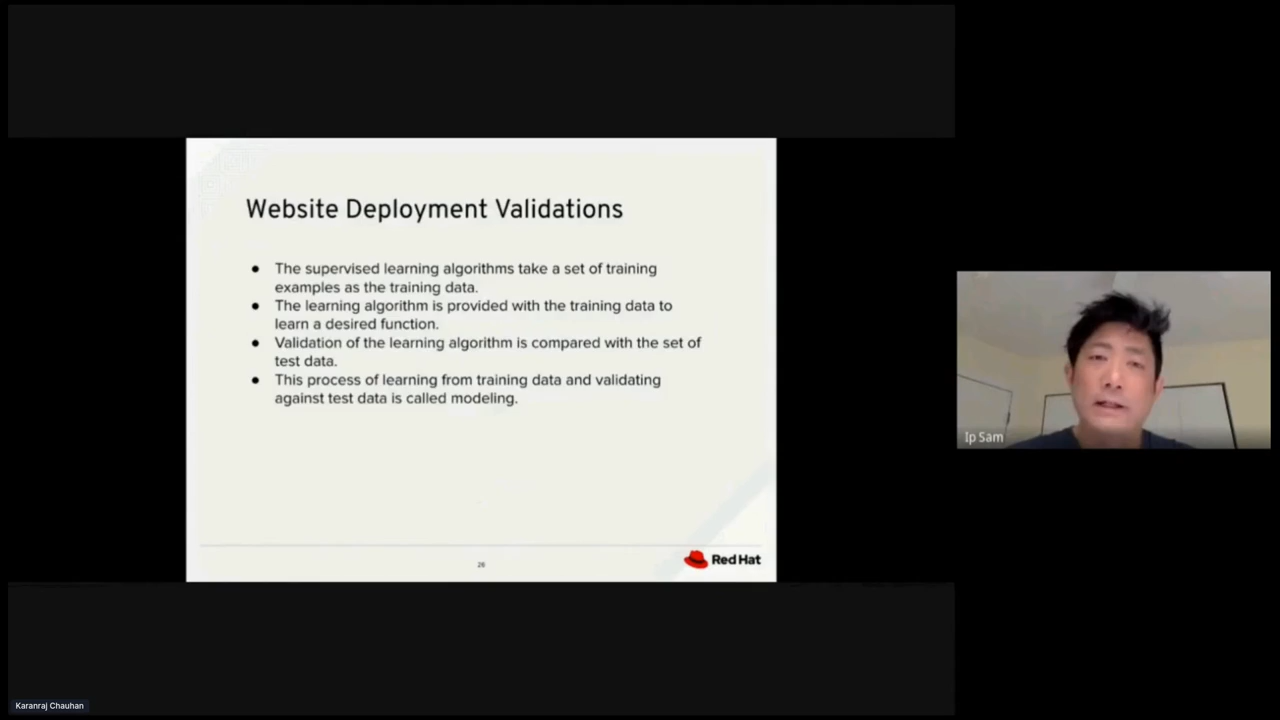 Website Deployment Validations
● The supervised learning algorithms take a set of training
examples as the training data.
● The learning algorithm is provided with the training data to
learn a desired function.
● Validation of the learning algorithm is compared with the set of
test data.
● This process of learning from training data and validating
against test data is called modeling.
Red Hat
Ip Sam
Karanraj Chauhan